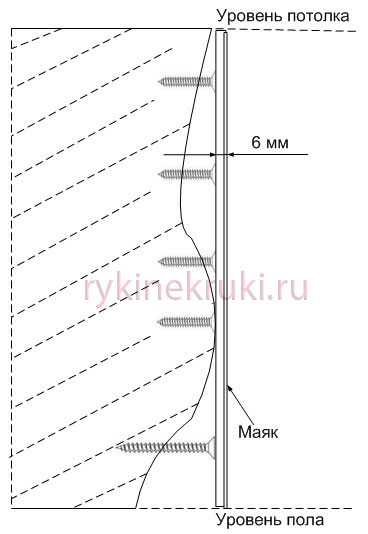 Уровень потолка
6 мм
rykinekruki.ru
Маяк
Уровень пола